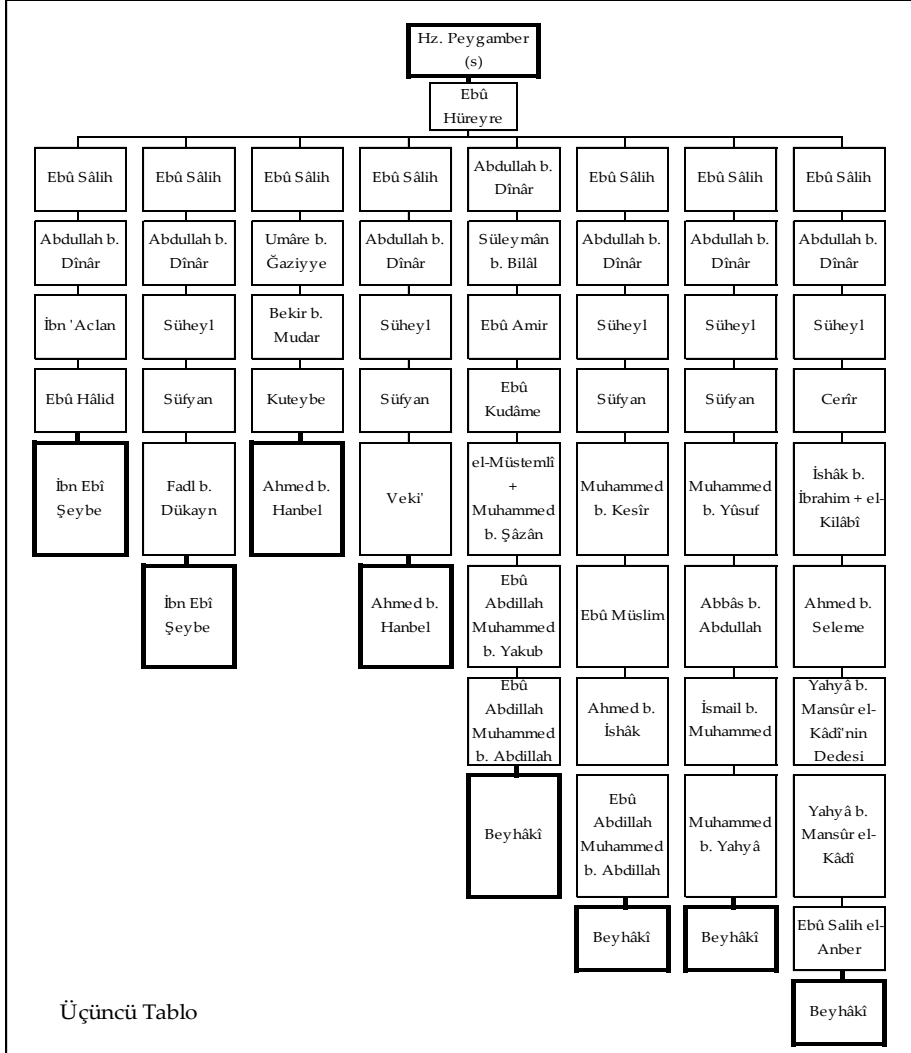 Hz. Peygamber
(s)
Ebû
Hüreyre
Ebû Sâlih
Abdullah b.
Dînâr
İbn 'Aclan
Ebû Hâlid
İbn Ebî
Şeybe
Ebû Sâlih
Abdullah b.
Dînâr
Süheyl
Süfyan
Fadl b.
Dükayn
İbn Ebî
Şeybe
Ebû Sâlih
Umâre b.
Ğaziyye
Bekir b.
Mudar
Kuteybe
Ahmed b.
Hanbel
Ebû Sâlih
Abdullah b.
Dînâr
Süheyl
Süfyan
Veki'
Ahmed b.
Hanbel
Abdullah b.
Dînâr
Süleymân
b. Bilâl
Ebû Amir
Ebû
Kudâme
el-Müstemlî
+
Muhammed
b. Şâzân
Ebû
Abdillah
Muhammed
b. Yakub
Ebû
Abdillah
Muhammed
b. Abdillah
Beyhâkî
Ebû Sâlih
Abdullah b.
Dînâr
Süheyl
Süfyan
Muhammed
b. Kesîr
Ebû Müslim
Ahmed b.
İshâk
Ebû
Abdillah
Muhammed
b. Abdillah
Beyhâkî
Ebû Sâlih
Abdullah b.
Dînâr
Süheyl
Süfyan
Muhammed
b. Yûsuf
Abbâs b.
Abdullah
İsmail b.
Muhammed
Muhammed
b. Yahyâ
Beyhâkî
Ebû Sâlih
Abdullah b.
Dînâr
Süheyl
Cerîr
İshâk b.
İbrahim + el-
Kilâbî
Ahmed b.
Seleme
Yahyâ b.
Mansûr el-
Kâdî'nin
Dedesi
Yahyâ b.
Mansûr el-
Kâdî
Ebû Salih el-
Anber
Beyhâkî
Üçüncü Tablo